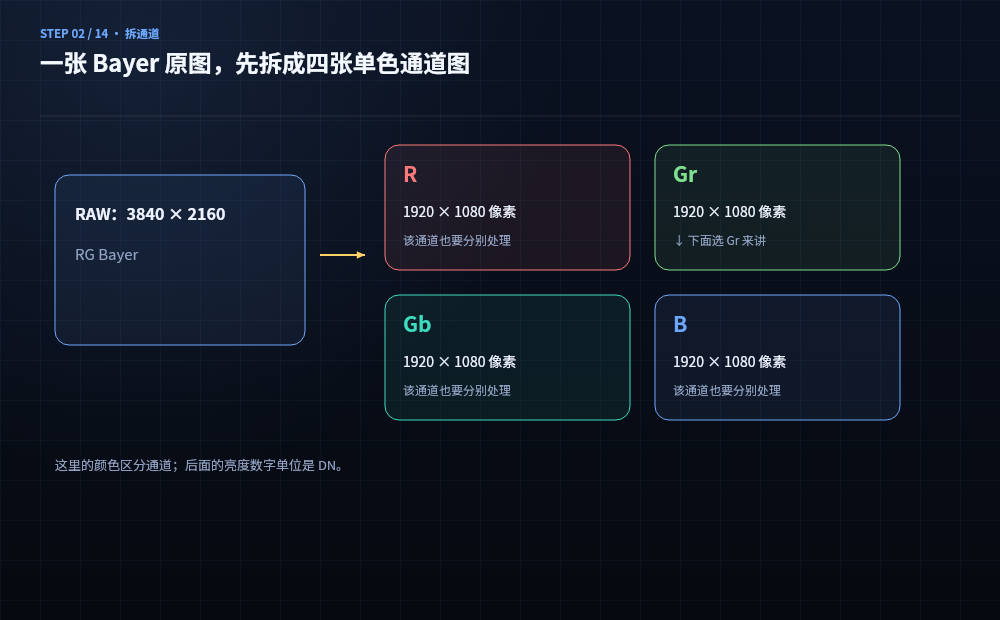 STEP 02 / 14 • 拆通道
一张 Bayer 原图，先拆成四张单色通道图
RAW：3840 × 2160
RG Bayer
R
1920 × 1080 像素
该通道也要分别处理
Gr
1920 × 1080 像素
↓ 下面选 Gr 来讲
Gb
1920 × 1080 像素
该通道也要分别处理
B
1920 × 1080 像素
该通道也要分别处理
这里的颜色区分通道；后面的亮度数字单位是 DN。